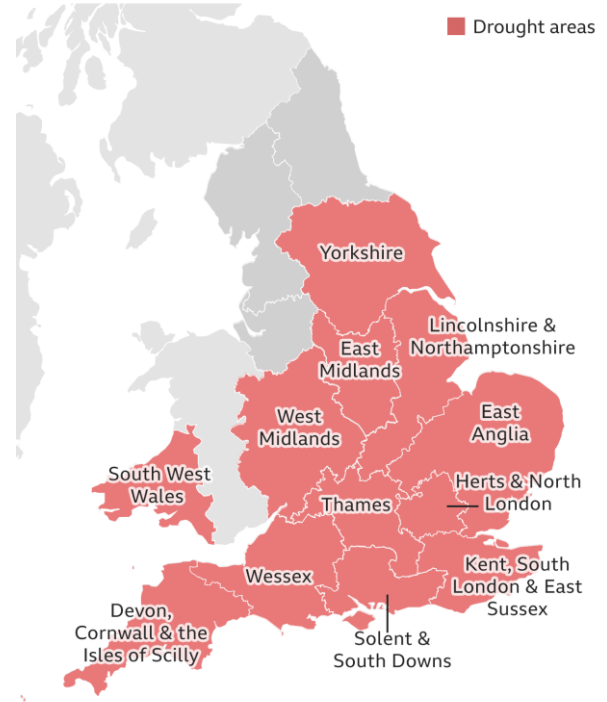 Drought areas
Yorkshire
Lincolnshire &
Northamptonshire
East
Midlands
West
Midlands
East
Anglia
South West
Wales
Herts & North
London
Thames
Kent, South
London & East
Sussex
Wessex
Devon,
Cornwall & the
Isles of Scilly
Solent &
South Downs